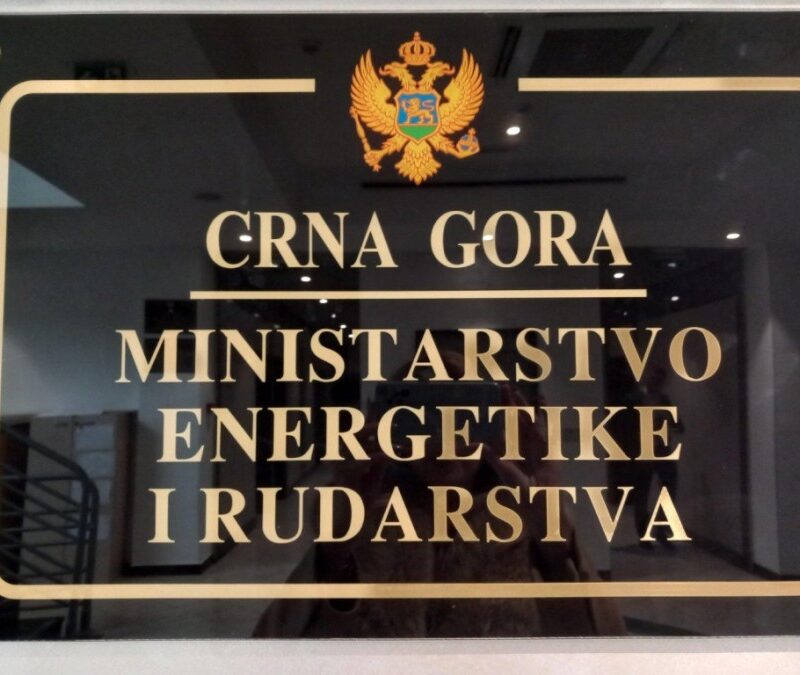 CRNA GORA
MINISTARSTVO
ENERGETIKE
I RUDARSTVA